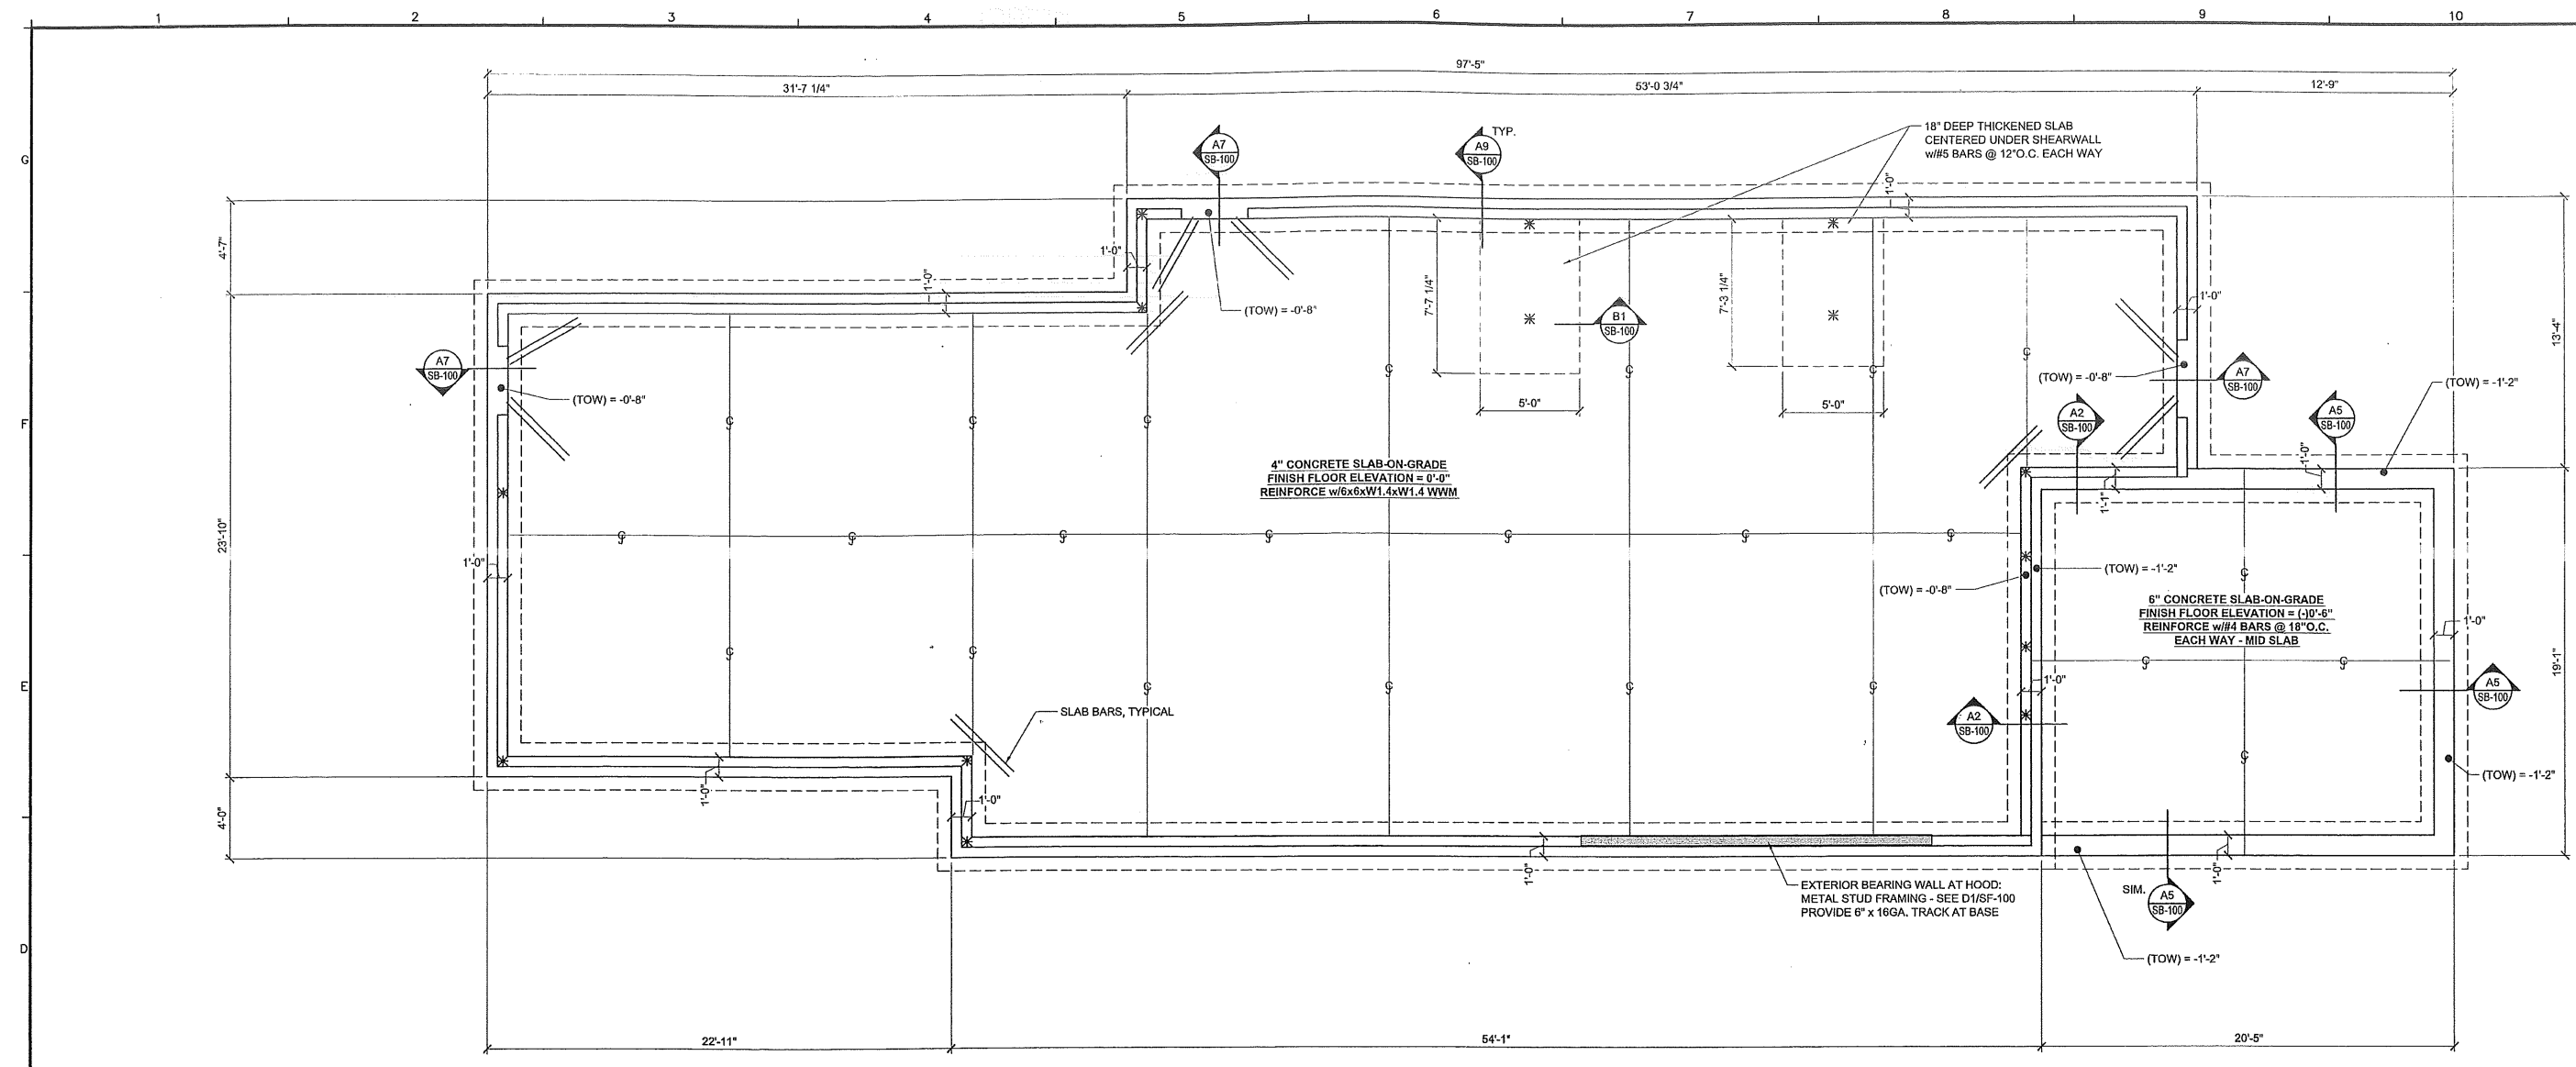 1 2 3 4 5 6 7 8 9 10
97'-5"
31'-7 1/4" 53'-0 3/4" 12'-9"
G
A7
SB-100
A9
SB-100
TYP.
18" DEEP THICKENED SLAB
CENTERED UNDER SHEARWALL
w/#5 BARS @ 12"O.C. EACH WAY
1'-0"
4'-7"
1'-0"
1'-0"
(TOW) = -0'-8"
7'-7 1/4"
B1
SB-100
7'-3 1/4"
1'-0"
13'-4"
A7
SB-100
(TOW) = -0'-8"
5'-0"
5'-0"
(TOW) = -0'-8"
A7
SB-100
(TOW) = -1'-2"
F
A2
SB-100
A5
SB-100
4" CONCRETE SLAB-ON-GRADE
FINISH FLOOR ELEVATION = 0'-0"
REINFORCE w/6x6xW1.4xW1.4 WWM
1'-0"
1'-1"
23'-10"
1'-0"
(TOW) = -1'-2"
(TOW) = -0'-8"
6" CONCRETE SLAB-ON-GRADE
FINISH FLOOR ELEVATION = (-)0'-6"
REINFORCE w/#4 BARS @ 18"O.C.
EACH WAY - MID SLAB
1'-0"
19'-1"
E
1'-0"
A5
SB-100
SLAB BARS, TYPICAL
A2
SB-100
(TOW) = -1'-2"
1'-0"
1'-0"
4'-0"
1'-0"
1'-0"
EXTERIOR BEARING WALL AT HOOD:
METAL STUD FRAMING - SEE D1/SF-100
PROVIDE 6" x 16GA. TRACK AT BASE
SIM.
A5
SB-100
D
(TOW) = -1'-2"
22'-11" 54'-1" 20'-5"